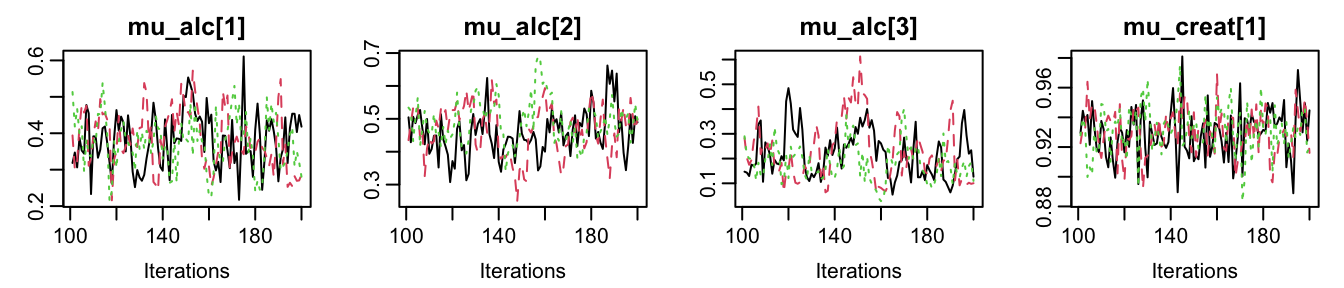 mu_alc[1]
0.2 0.4 0.6
100 140 180
Iterations
mu_alc[2]
0.3 0.5 0.7
100 140 180
Iterations
mu_alc[3]
0.1 0.3 0.5
100 140 180
Iterations
mu_creat[1]
0.88 0.92 0.96
100 140 180
Iterations